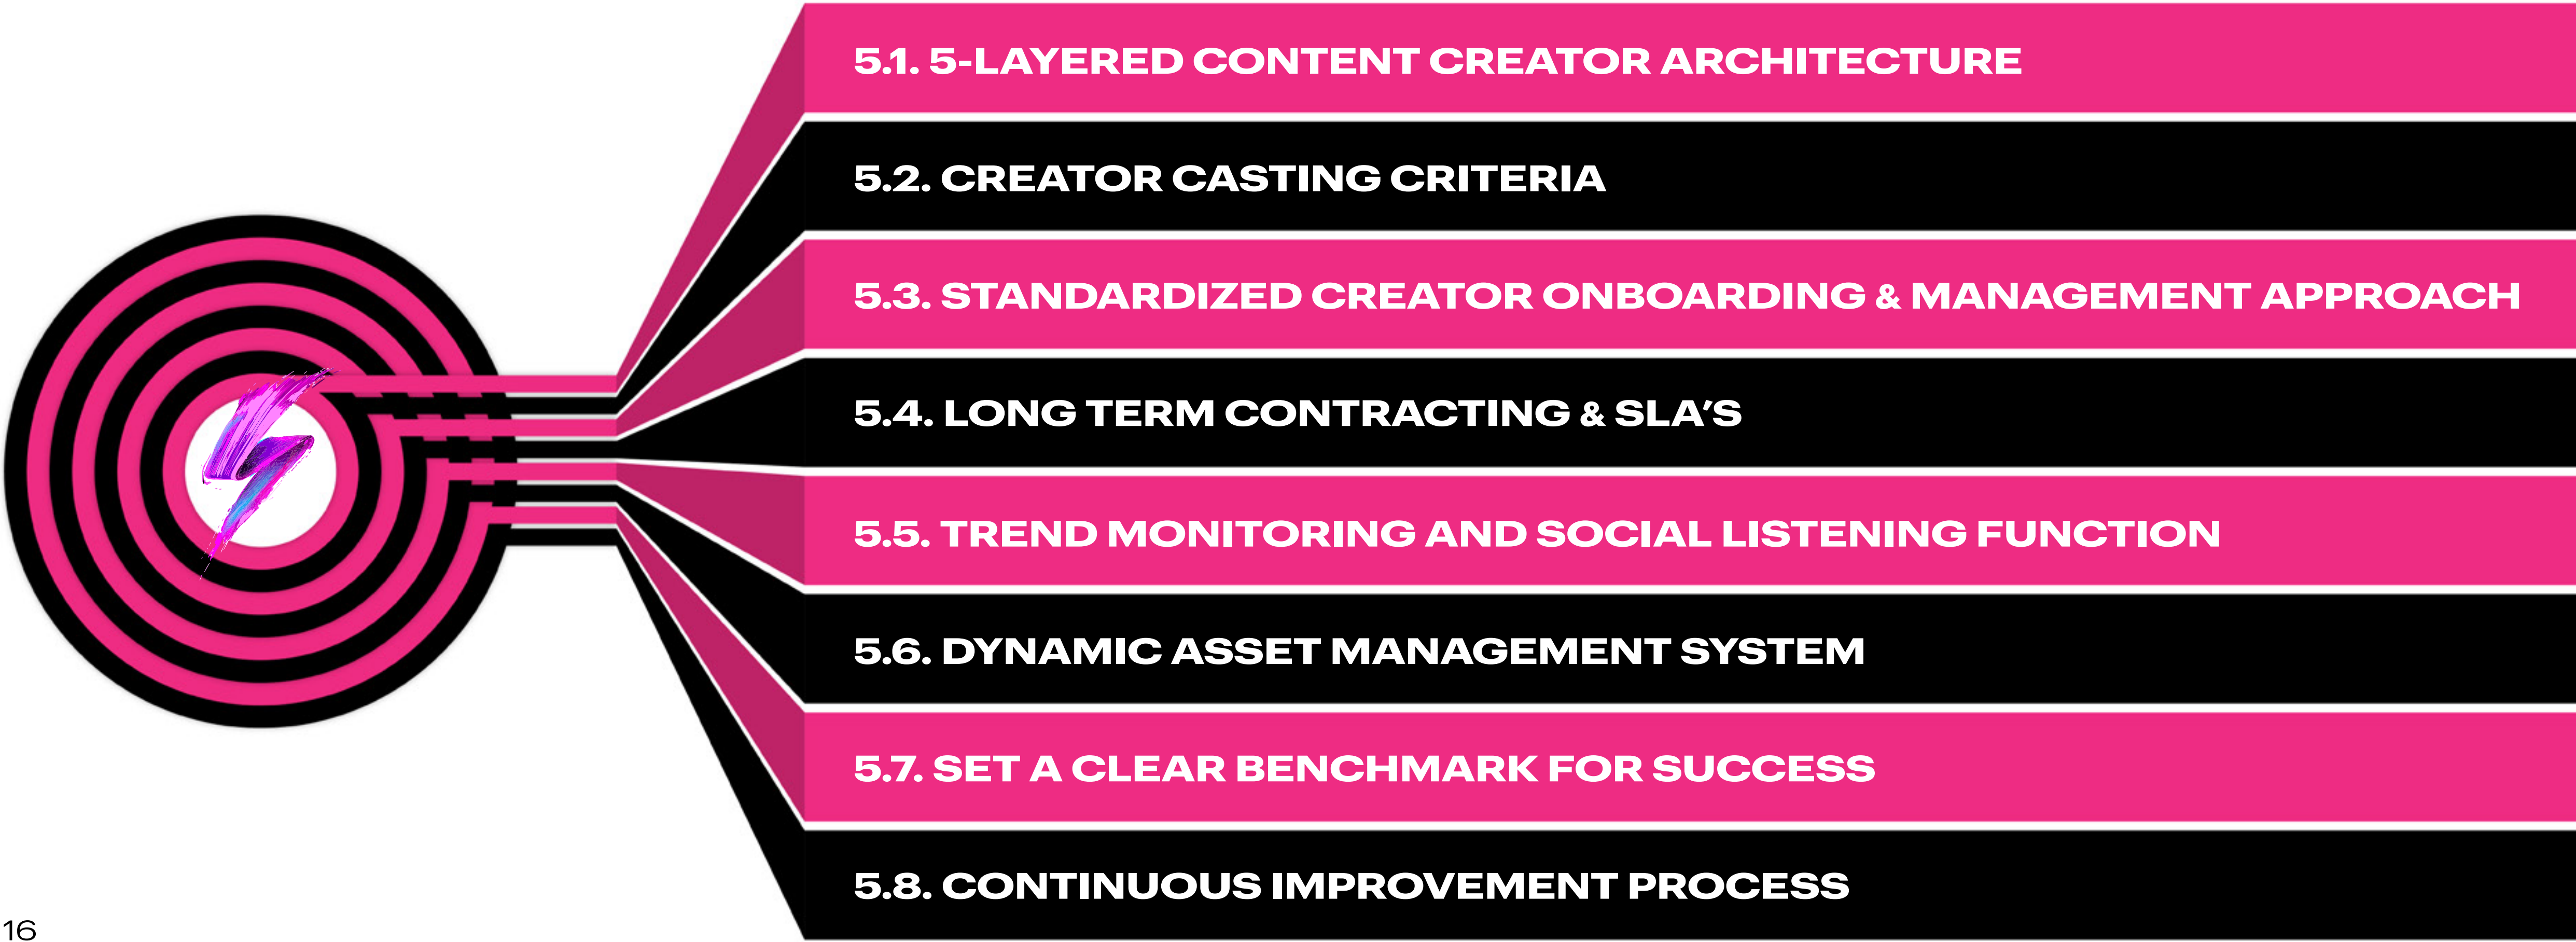 5.1. 5-LAYERED CONTENT CREATOR ARCHITECTURE
5.2. CREATOR CASTING CRITERIA
5.3. STANDARDIZED CREATOR ONBOARDING & MANAGEMENT APPROACH
5.4. LONG TERM CONTRACTING & SLA’S
5.5. TREND MONITORING AND SOCIAL LISTENING FUNCTION
5.6. DYNAMIC ASSET MANAGEMENT SYSTEM
5.7. SET A CLEAR BENCHMARK FOR SUCCESS
5.8. CONTINUOUS IMPROVEMENT PROCESS
16